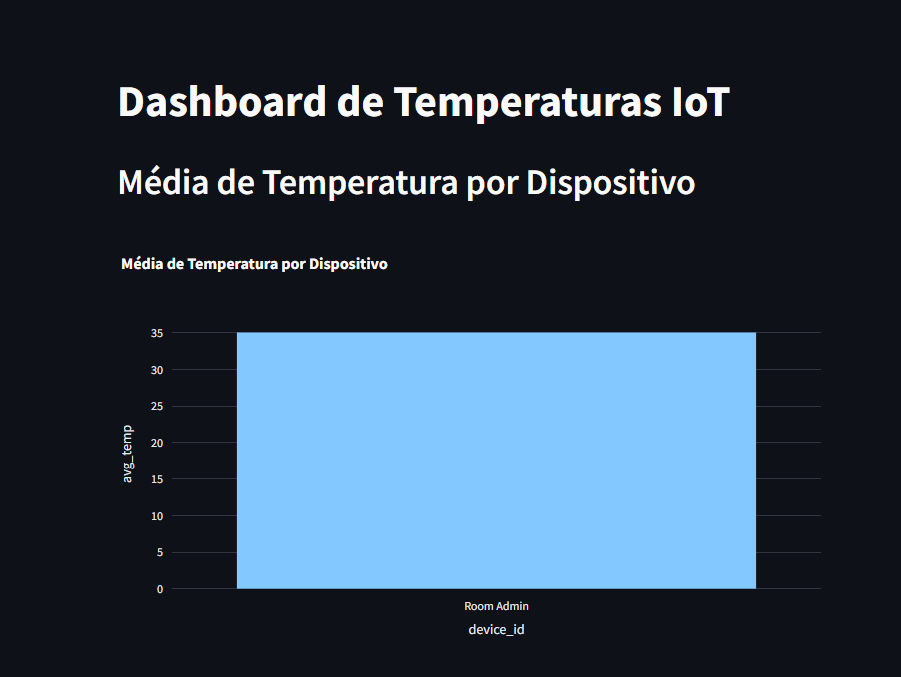 Dashboard de Temperaturas IoT
Média de Temperatura por Dispositivo
Média de Temperatura por Dispositivo
35
30
25
20
15
10
5
0
avg_temp
Room Admin
device_id